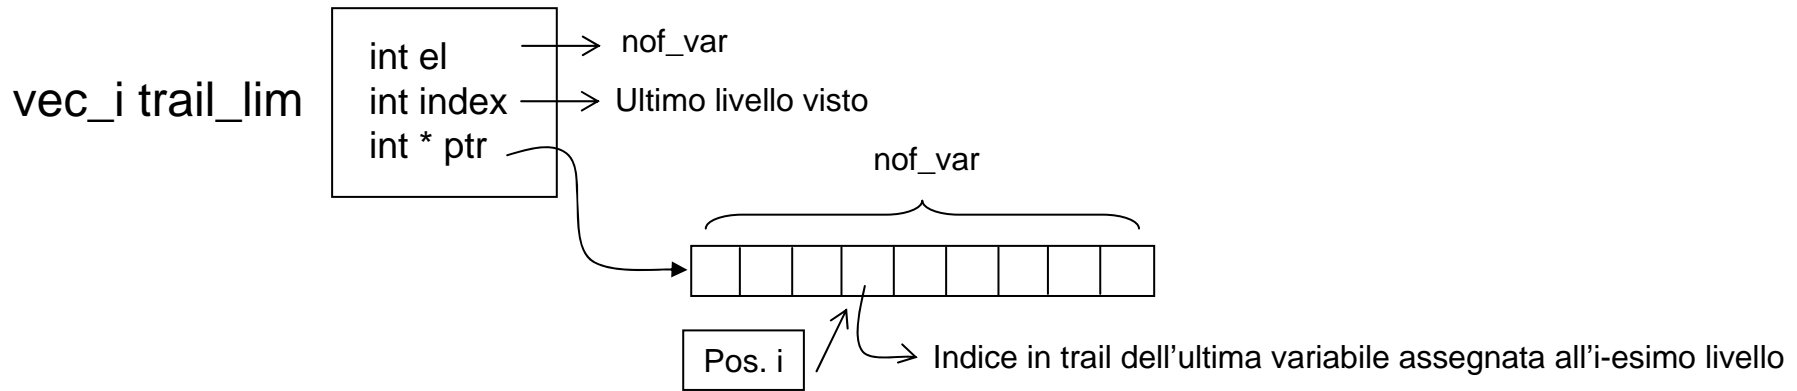 vec_i trail_lim
int el
int index
int * ptr
nof_var
Ultimo livello visto
nof_var
Pos. i
Indice in trail dell'ultima variabile assegnata all'i-esimo livello